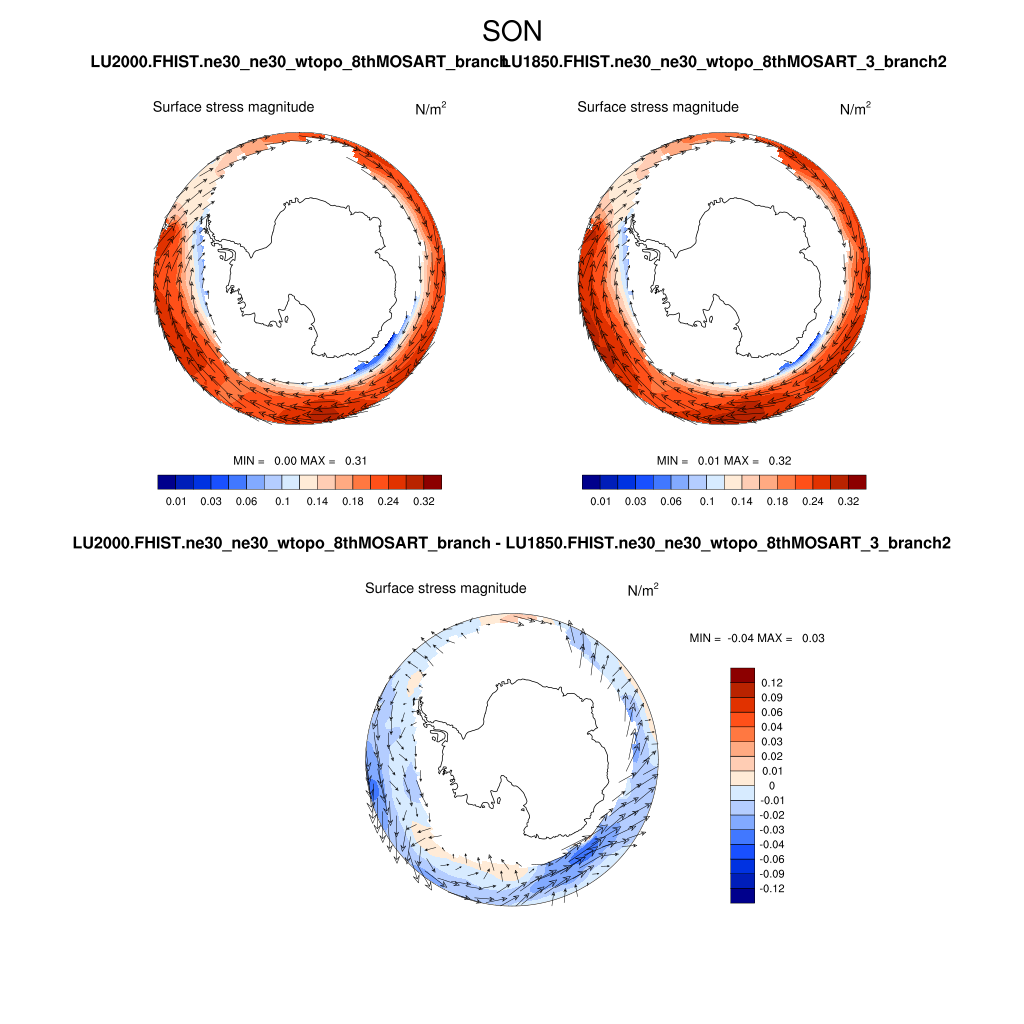 SON
LU2000.FHIST.ne30_ne30_wtopo_8thMOSART_branch LU1850.FHIST.ne30_ne30_wtopo_8thMOSART_3_branch2
Surface stress magnitude N/m2 Surface stress magnitude N/m2
MIN = 0.00 MAX = 0.31 MIN = 0.01 MAX = 0.32
0.01 0.03 0.06 0.1 0.14 0.18 0.24 0.32 0.01 0.03 0.06 0.1 0.14 0.18 0.24 0.32
LU2000.FHIST.ne30_ne30_wtopo_8thMOSART_branch - LU1850.FHIST.ne30_ne30_wtopo_8thMOSART_3_branch2
Surface stress magnitude N/m2
MIN = -0.04 MAX = 0.03
0.12
0.09
0.06
0.04
0.03
0.02
0.01
0
-0.01
-0.02
-0.03
-0.04
-0.06
-0.09
-0.12